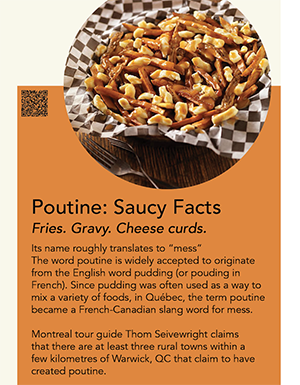 Poutine: Saucy Facts
Fries. Gravy. Cheese curds.
Its name roughly translates to “mess”
The word poutine is widely accepted to originate
from the English word pudding (or pouding in
French). Since pudding was often used as a way to
mix a variety of foods, in Québec, the term poutine
became a French-Canadian slang word for mess.
Montreal tour guide Thom Seivewright claims
that there are at least three rural towns within a
few kilometres of Warwick, QC that claim to have
created poutine.